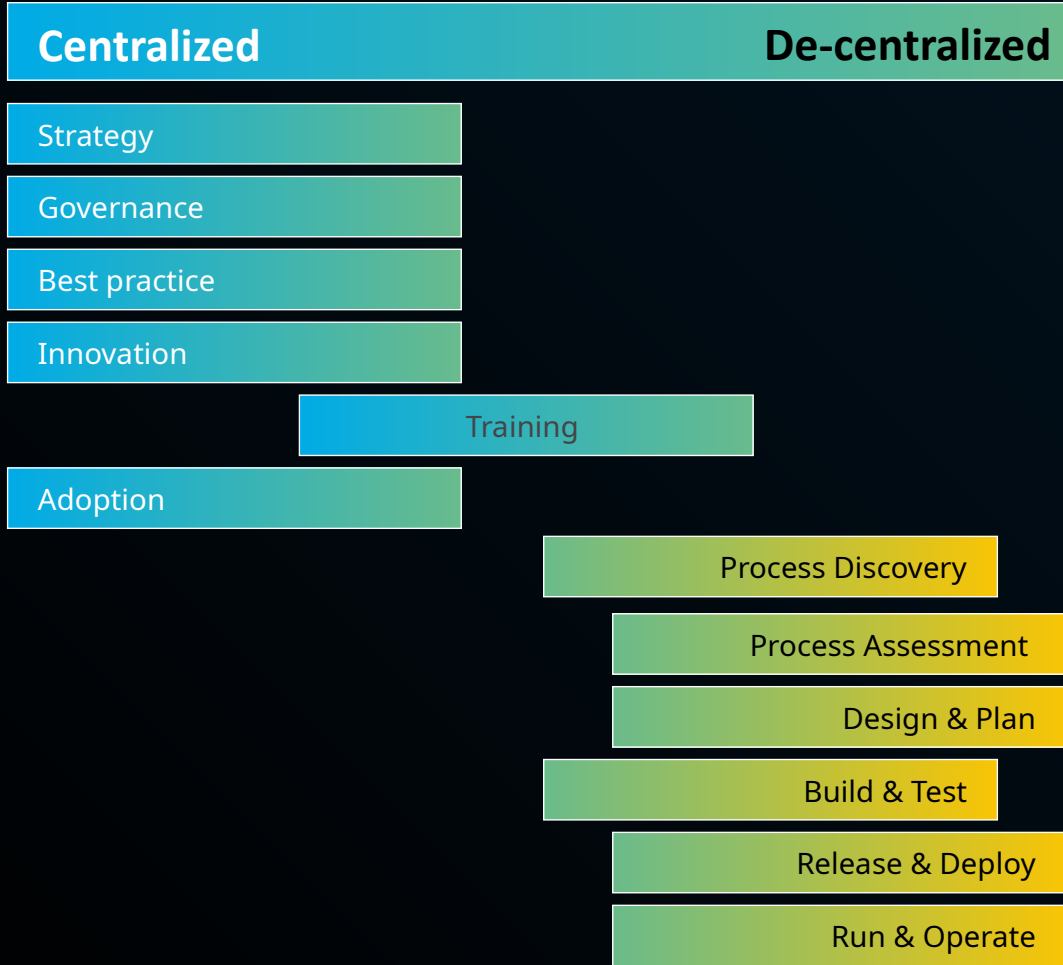 Centralized De-centralized
Strategy
Governance
Best practice
Innovation
Training
Adoption
Process Discovery
Process Assessment
Design & Plan
Build & Test
Release & Deploy
Run & Operate